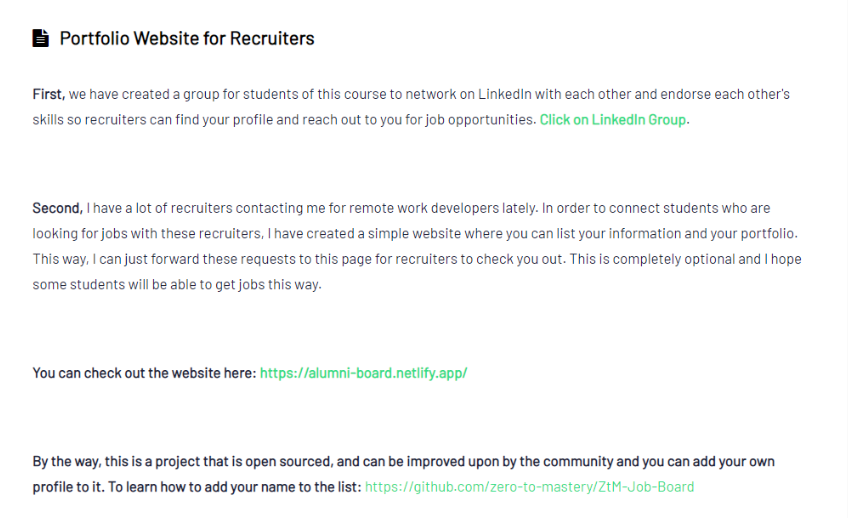 Portfolio Website for Recruiters
First, we have created a group for students of this course to network on LinkedIn with each other and endorse each other's
skills so recruiters can find your profile and reach out to you for job opportunities. Click on LinkedIn Group.
Second, I have a lot of recruiters contacting me for remote work developers lately. In order to connect students who are
looking for jobs with these recruiters, I have created a simple website where you can list your information and your portfolio.
This way, I can just forward these requests to this page for recruiters to check you out. This is completely optional and I hope
some students will be able to get jobs this way.
You can check out the website here: https://alumni-board.netlify.app/
By the way, this is a project that is open sourced, and can be improved upon by the community and you can add your own
profile to it. To learn how to add your name to the list: https://github.com/zero-to-mastery/ZtM-Job-Board